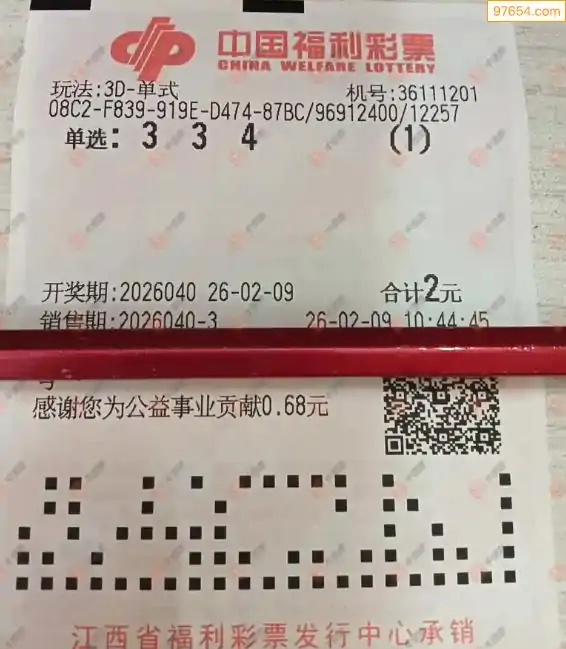 97654.com
中国福利彩票
CHINA WELFARE LOTTERY
玩法:3D-单式 机号:36111201
08C2-F839-919E-D474-87BC/96912400/12257
单选: 3 3 4 (1)
开奖期:2026040 26-02-09 合计2元
销售期:2026040-3 26-02-09 10:44:45
感谢您为公益事业贡献0.68元
江西省福利彩票发行中心承销